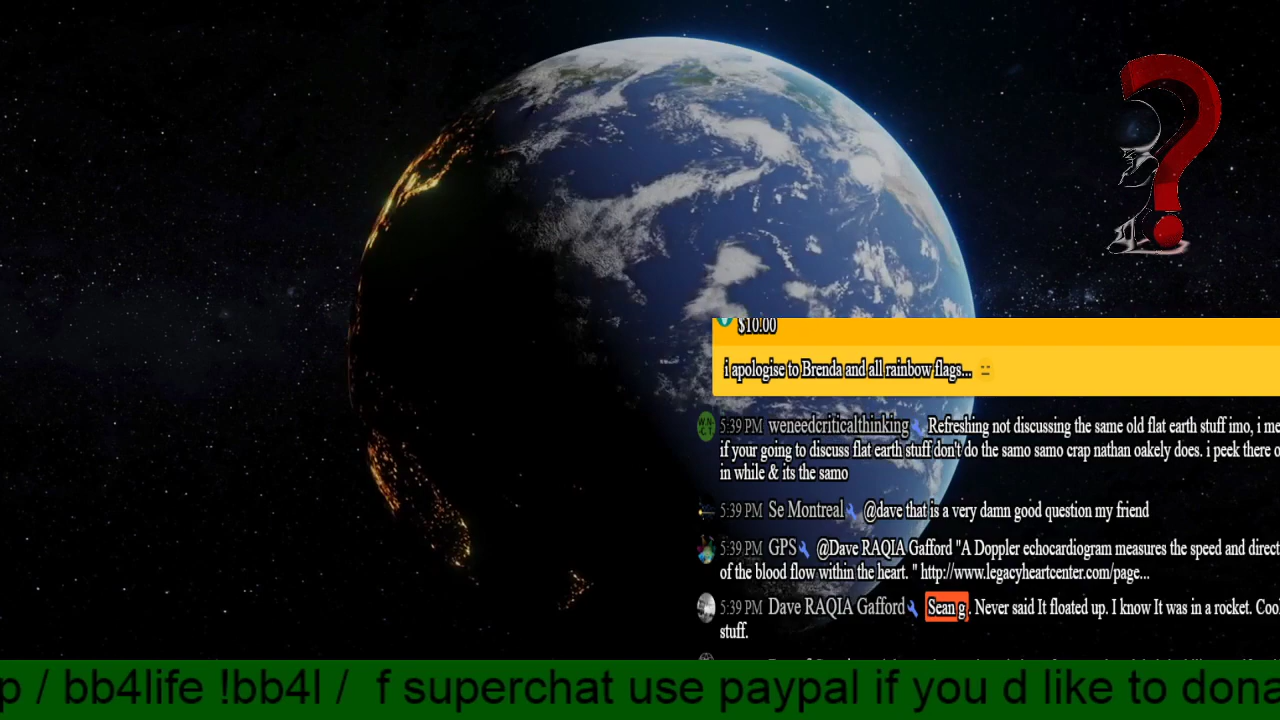 $10.00
i apologise to Brenda and all rainbow flags...
5:39 PM weneedcriticalthinking Refreshing not discussing the same old flat earth stuff imo, i me
if your going to discuss flat earth stuff don't do the samo samo crap nathan oakely does. i peek there o
in while & its the samo
5:39 PM Se Montreal @dave that is a very damn good question my friend
5:39 PM GPS @Dave RAQIA Gafford "A Doppler echocardiogram measures the speed and direct
of the blood flow within the heart. " http://www.legacyheartcenter.com/page...
5:39 PM Dave RAQIA Gafford Sean g. Never said It floated up. I know It was in a rocket. Coo
stuff.
p / bb4life !bb4l / f superchat use paypal if you d like to dona